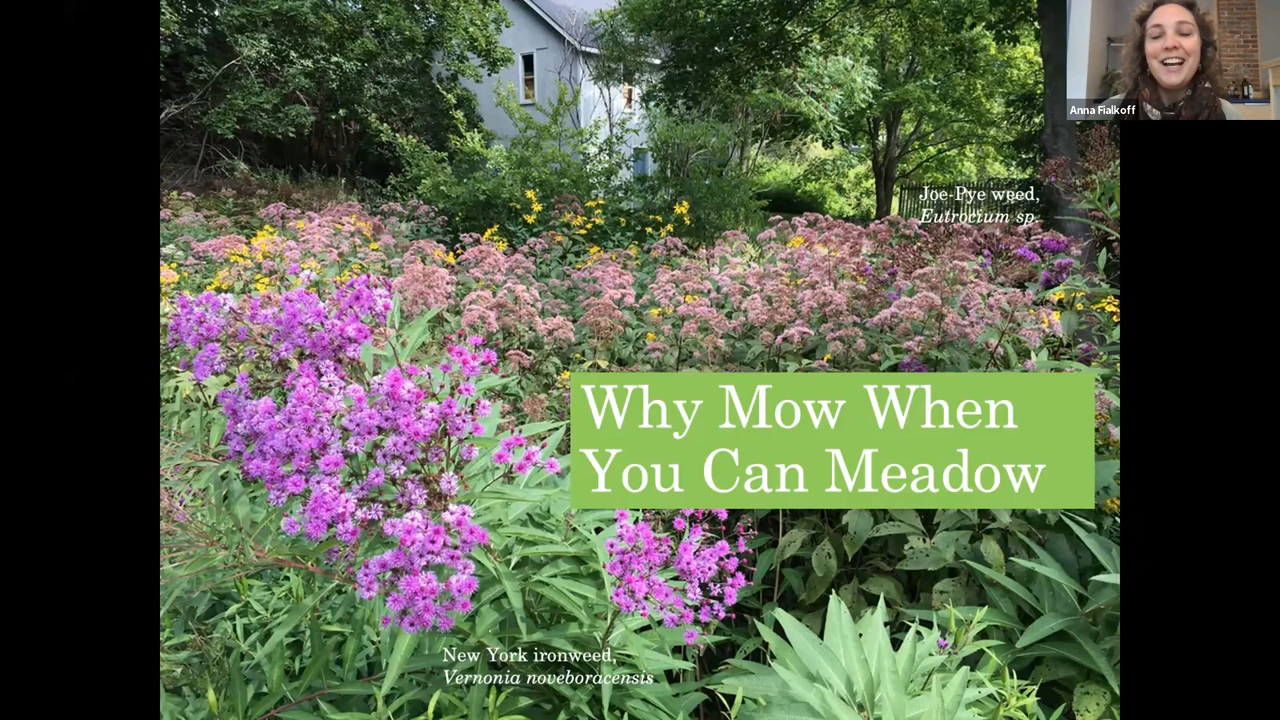 Anna Fialkoff
Joe-Pye weed,
Eutrocium sp.
Why Mow When
You Can Meadow
New York ironweed,
Vernonia noveboracensis